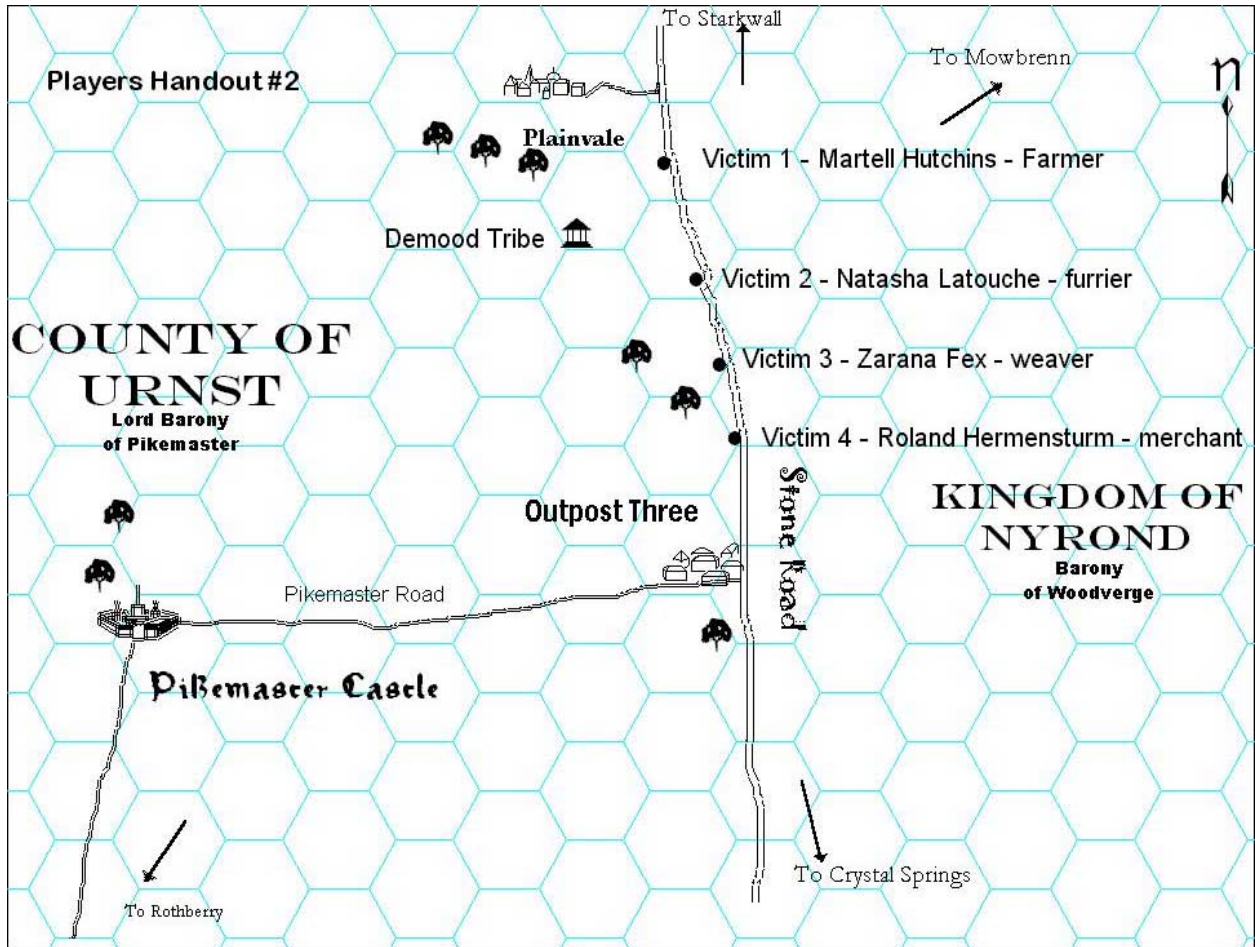 To Starkwall
To Mowbrenn
n
Players Handout #2
Plainvale
Victim 1 - Martell Hutchins - Farmer
Demood Tribe
Victim 2 - Natasha Latouche - furrier
COUNTY OF
URNST
Lord Barony
of Pikemaster
Victim 3 - Zarana Fex - weaver
Victim 4 - Roland Hermensturm - merchant
Stone Road
KINGDOM OF
NYROND
Barony
of Woodverge
Outpost Three
Pikemaster Road
Pikemaster Castle
To Crystal Springs
To Rothberry